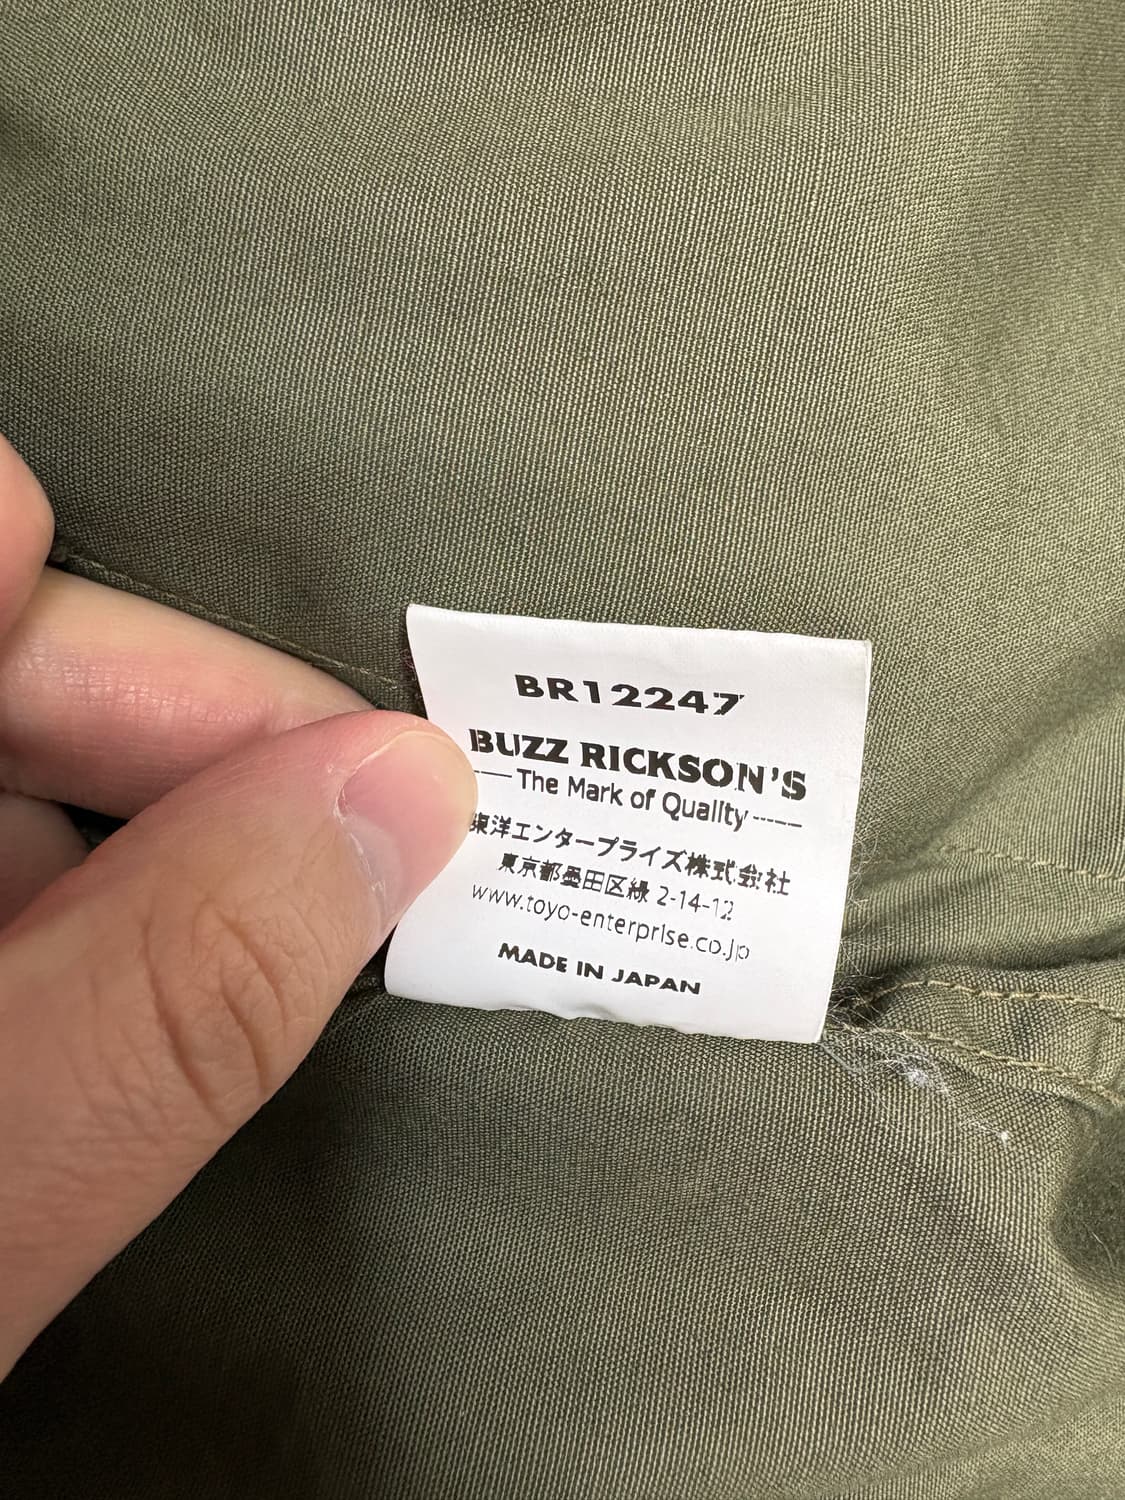 BR12247
BUZZ RICKSON'S
The Mark of Quality
東洋エンタープライズ株式会社
東京都墨田区緑 2-14-12
www.toyo-enterprise.co.jp
MADE IN JAPAN